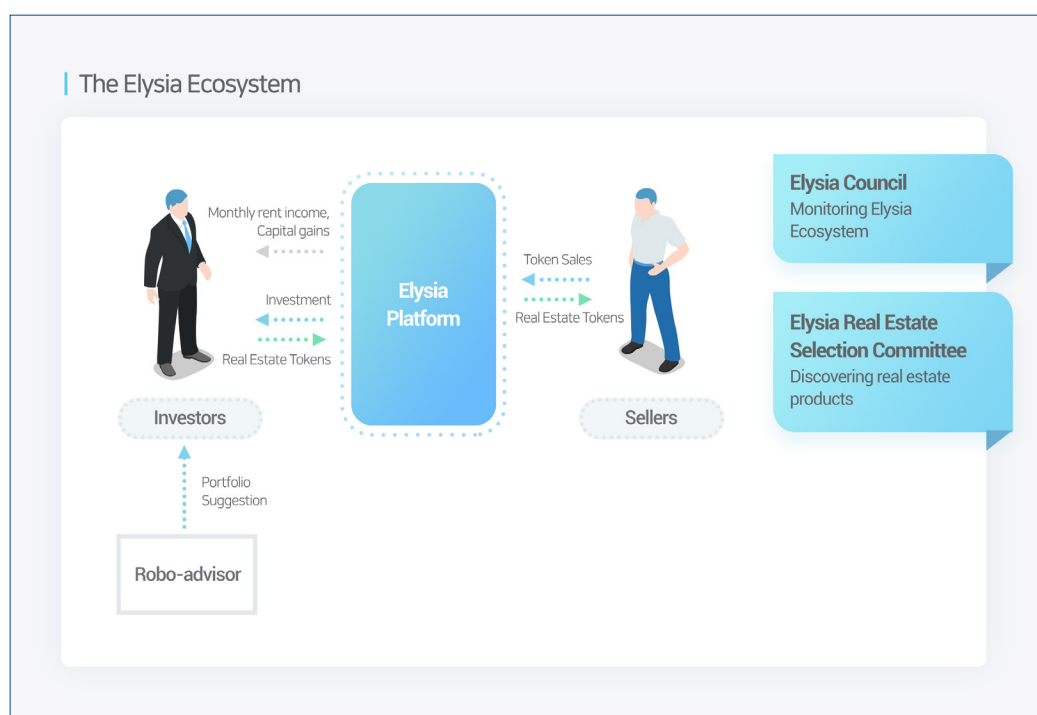 The Elysia Ecosystem
Monthly rent income,
Capital gains
Investment
Real Estate Tokens
Investors
Portfolio
Suggestion
Robo-advisor
Elysia
Platform
Token Sales
Real Estate Tokens
Sellers
Elysia Council
Monitoring Elysia
Ecosystem
Elysia Real Estate
Selection Committee
Discovering real estate
products